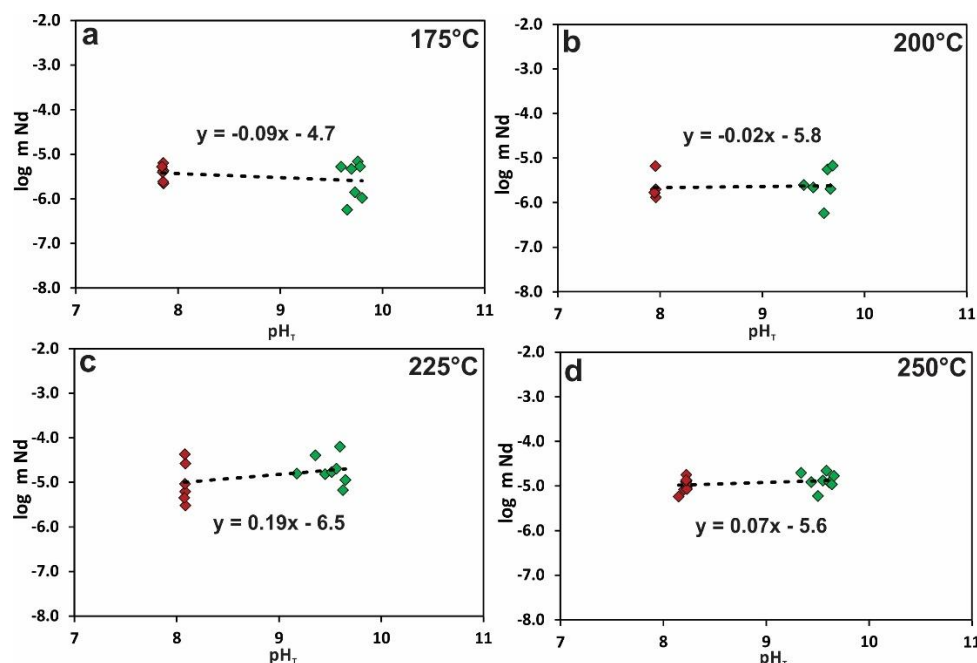 a
175°C
-2.0
-3.0
-4.0
-5.0
-6.0
-7.0
-8.0
log m Nd
y = -0.09x - 4.7
7 8 9 10 11
pHT
b
200°C
-2.0
-3.0
-4.0
-5.0
-6.0
-7.0
-8.0
log m Nd
y = -0.02x - 5.8
7 8 9 10 11
pHT
c
225°C
-2.0
-3.0
-4.0
-5.0
-6.0
-7.0
-8.0
log m Nd
y = 0.19x - 6.5
7 8 9 10 11
pHT
d
250°C
-2.0
-3.0
-4.0
-5.0
-6.0
-7.0
-8.0
log m Nd
y = 0.07x - 5.6
7 8 9 10 11
pHT